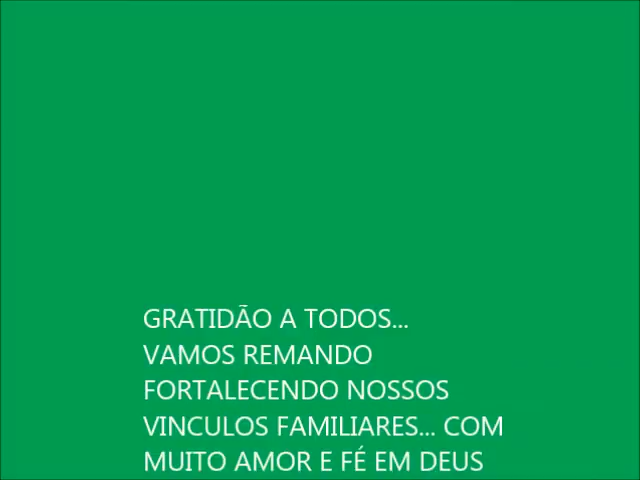 GRATIDÃO A TODOS...
VAMOS REMANDO
FORTALECENDO NOSSOS
VINCULOS FAMILIARES... COM
MUITO AMOR E FÉ EM DEUS